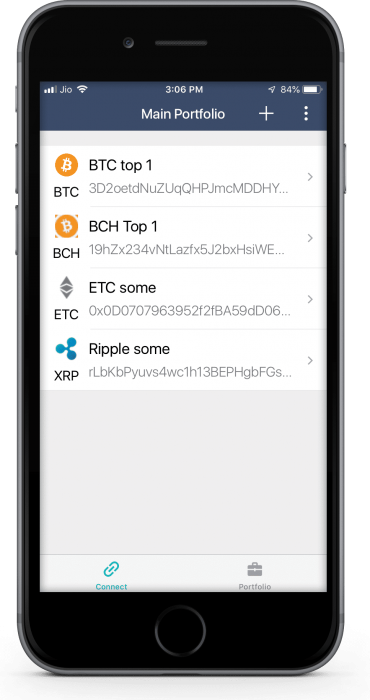 Jio 3:06 PM 84%
Main Portfolio
BTC top 1
BTC 3D2oetdNuZUqQHPJmcMDDHY...
BCH Top 1
BCH 19hZx234vNtLazfx5J2bxHsiWE...
ETC some
ETC 0x0D0707963952f2fBA59dD06...
Ripple some
XRP rLbKbPyuvs4wc1h13BEPHgbFGs...
Connect Portfolio